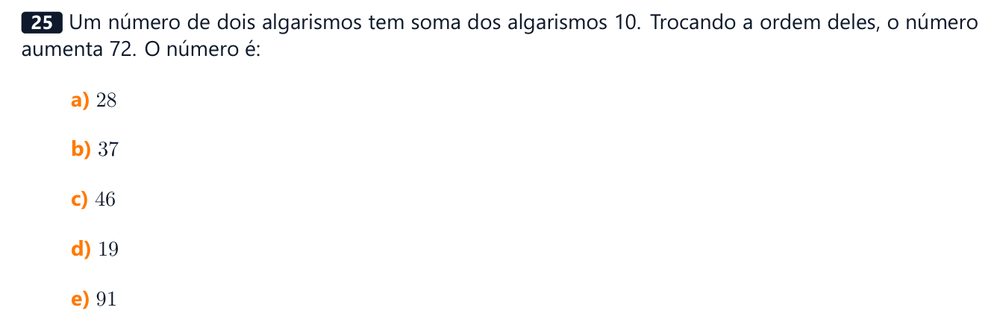 25 Um número de dois algarismos tem soma dos algarismos 10. Trocando a ordem deles, o número
aumenta 72. O número é:
a) 28
b) 37
c) 46
d) 19
e) 91